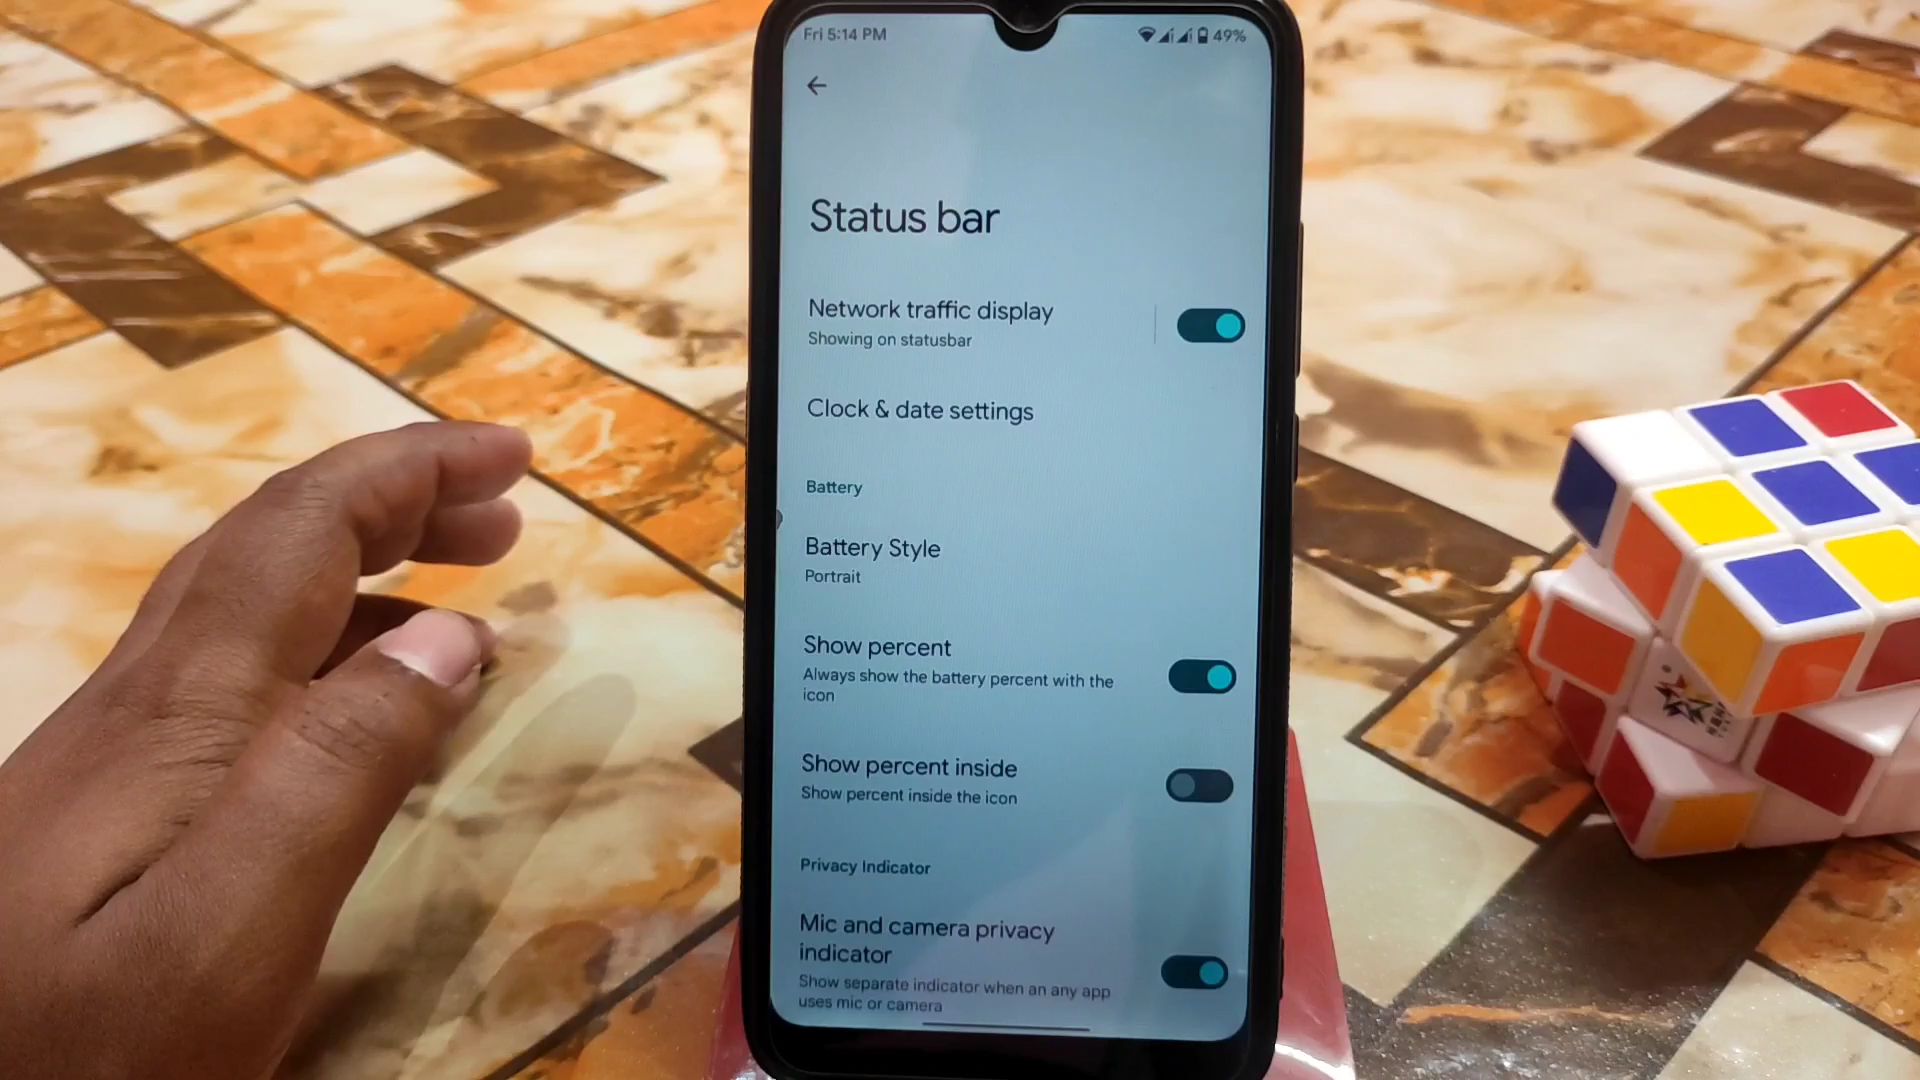 Fri 5:14 PM
49%
Status bar
Network traffic display
Showing on statusbar
Clock & date settings
Battery
Battery Style
Portrait
Show percent
Always show the battery percent with the
icon
Show percent inside
Show percent inside the icon
Privacy Indicator
Mic and camera privacy
indicator
Show separate indicator when an any app
uses mic or camera